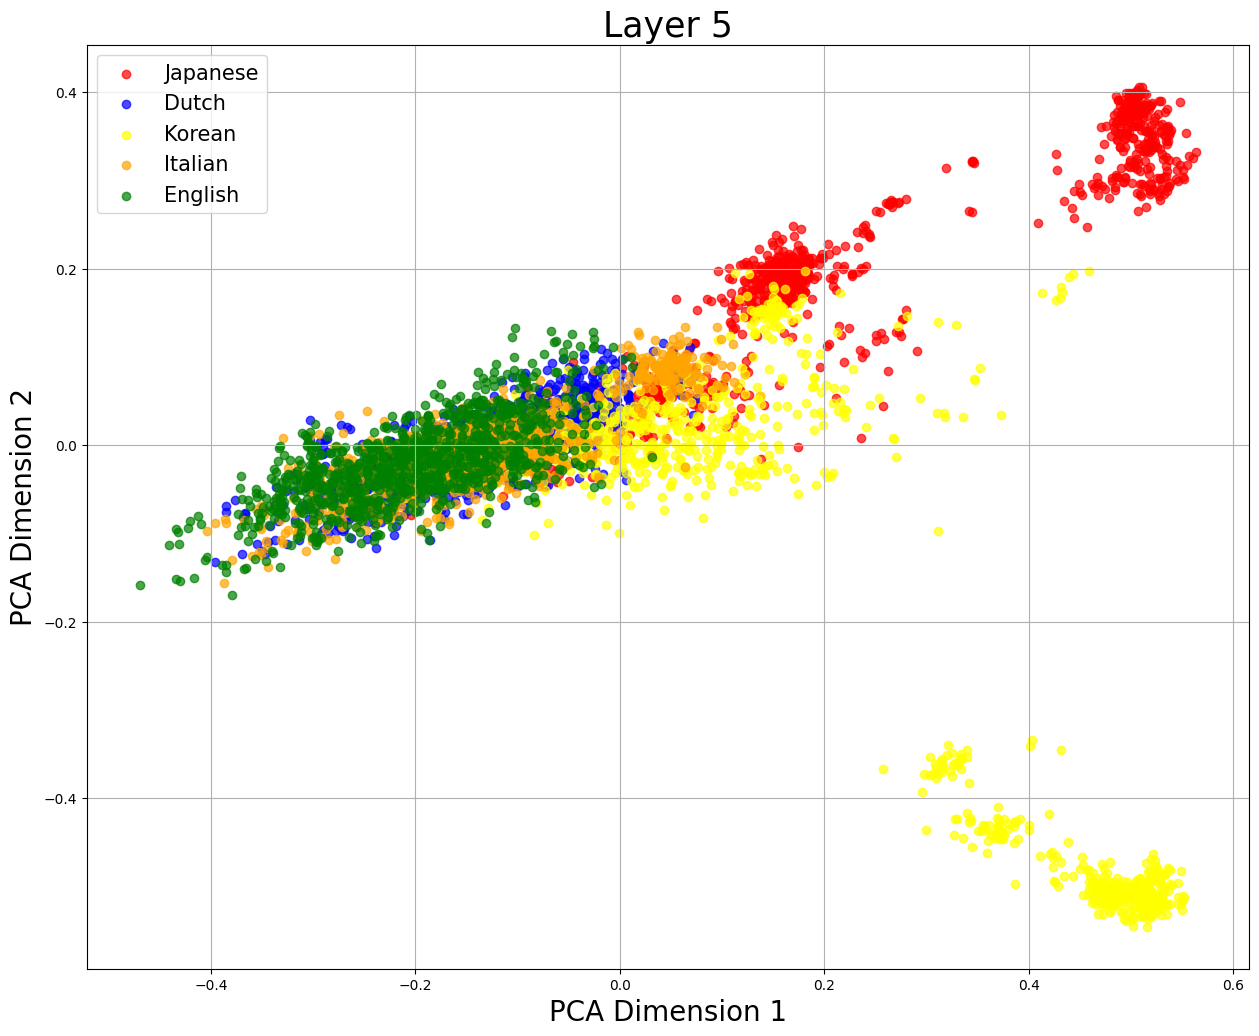 Layer 5
Japanese
Dutch
Korean
Italian
English
0.4
0.2
0.0
−0.2
−0.4
PCA Dimension 2
−0.4
−0.2
0.0
0.2
0.4
0.6
PCA Dimension 1